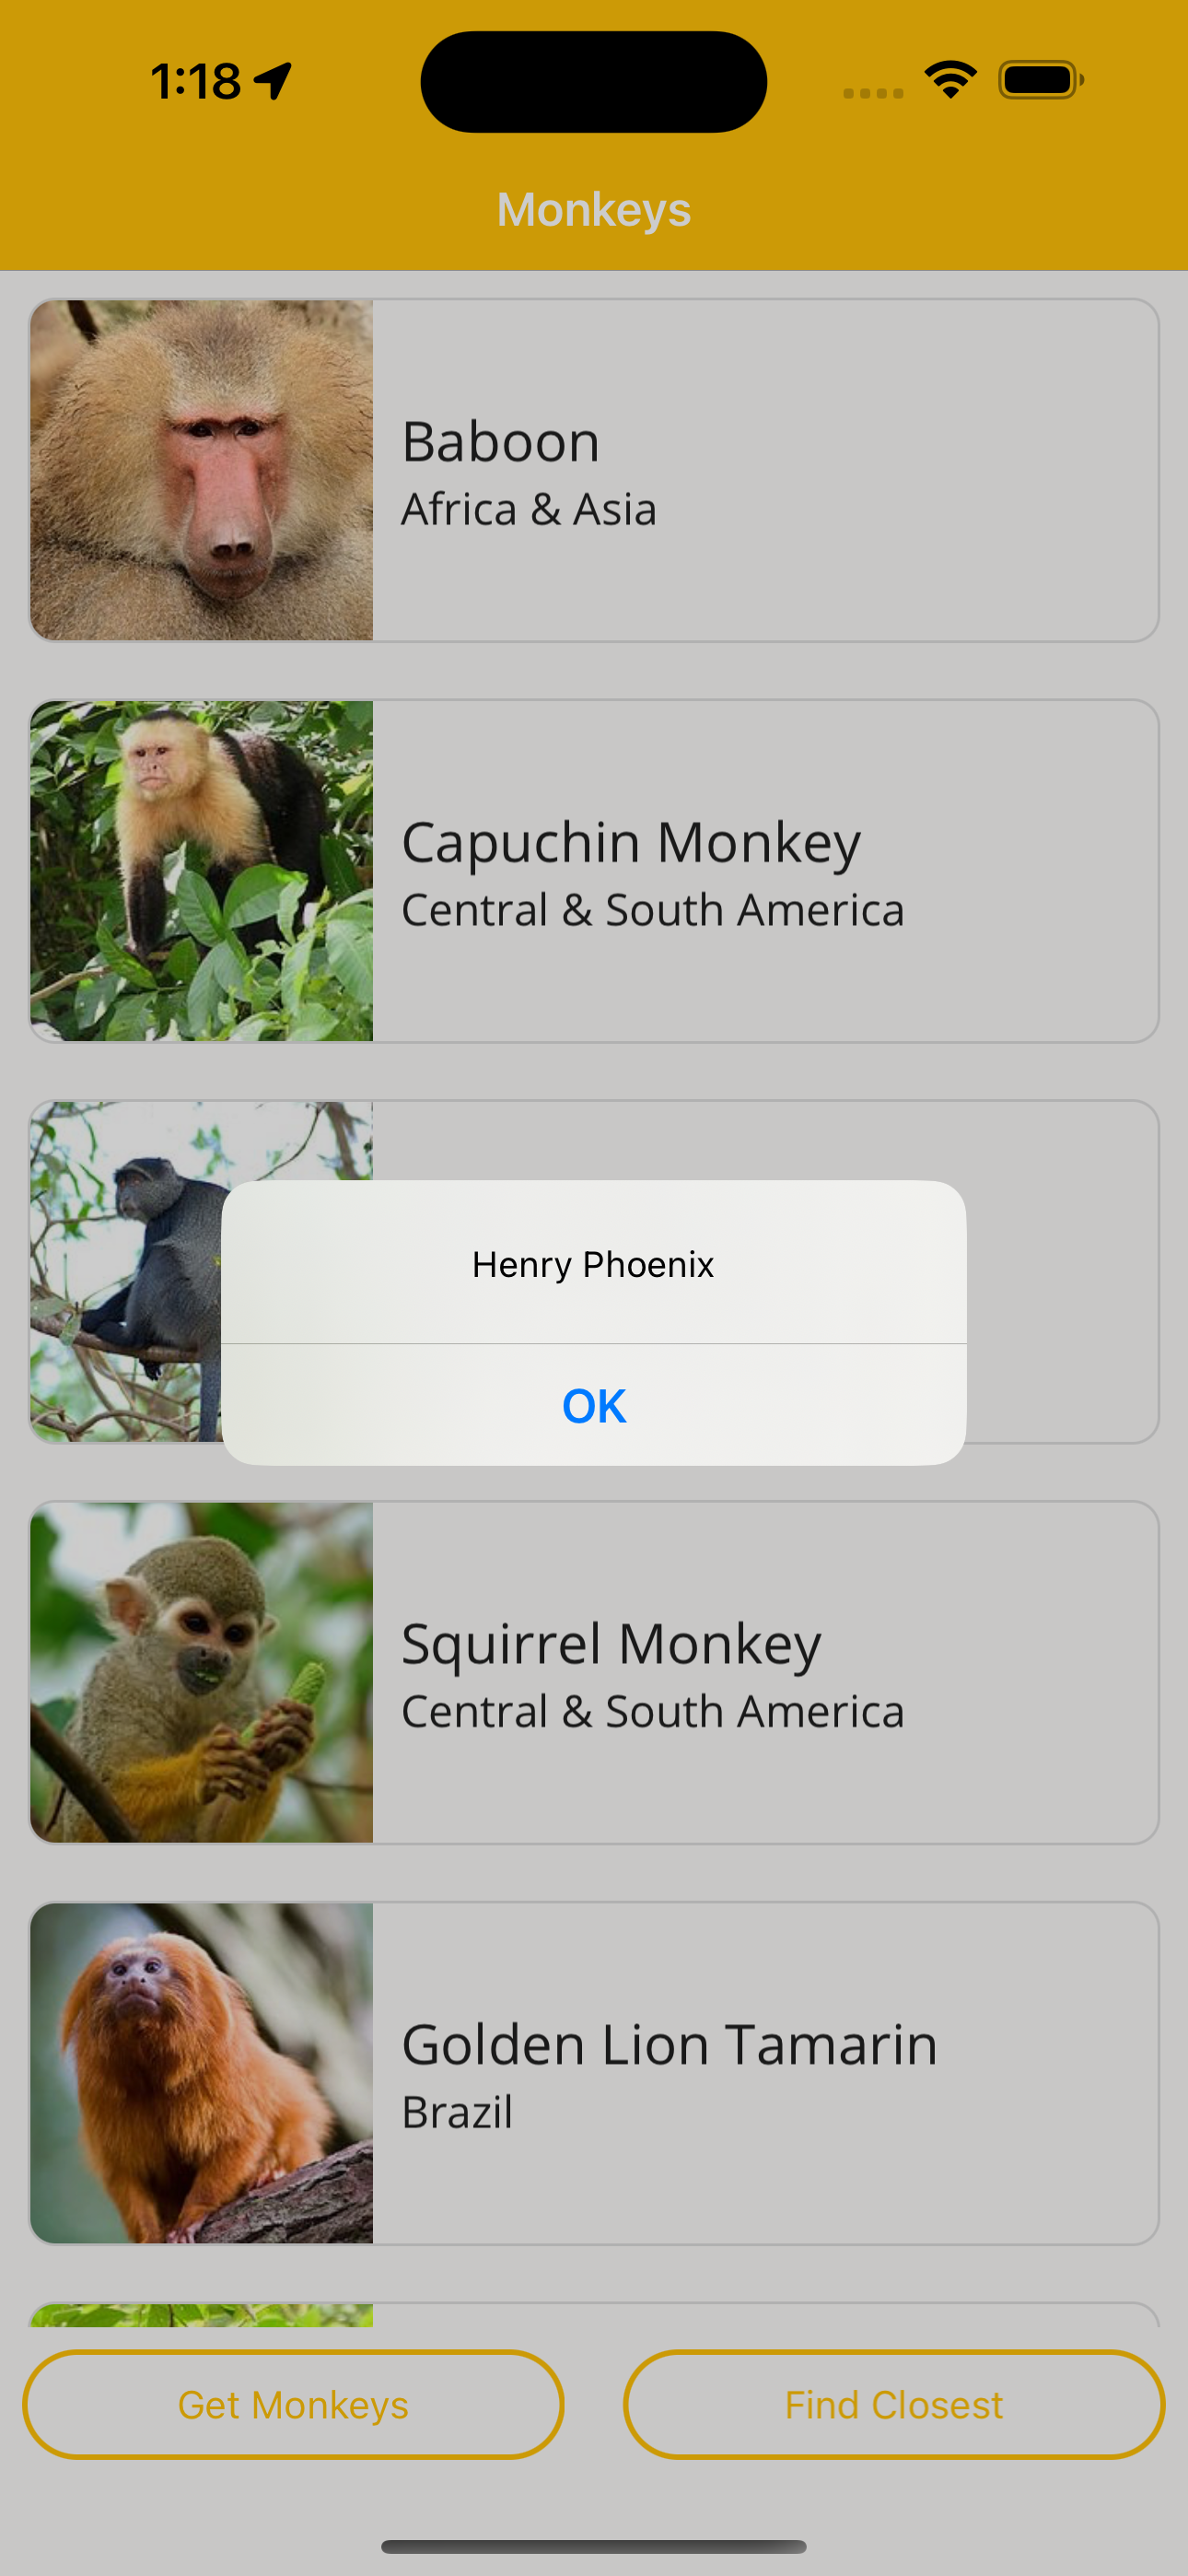 1:18
Monkeys
Baboon
Africa & Asia
Capuchin Monkey
Central & South America
Henry Phoenix
OK
Squirrel Monkey
Central & South America
Golden Lion Tamarin
Brazil
Get Monkeys
Find Closest